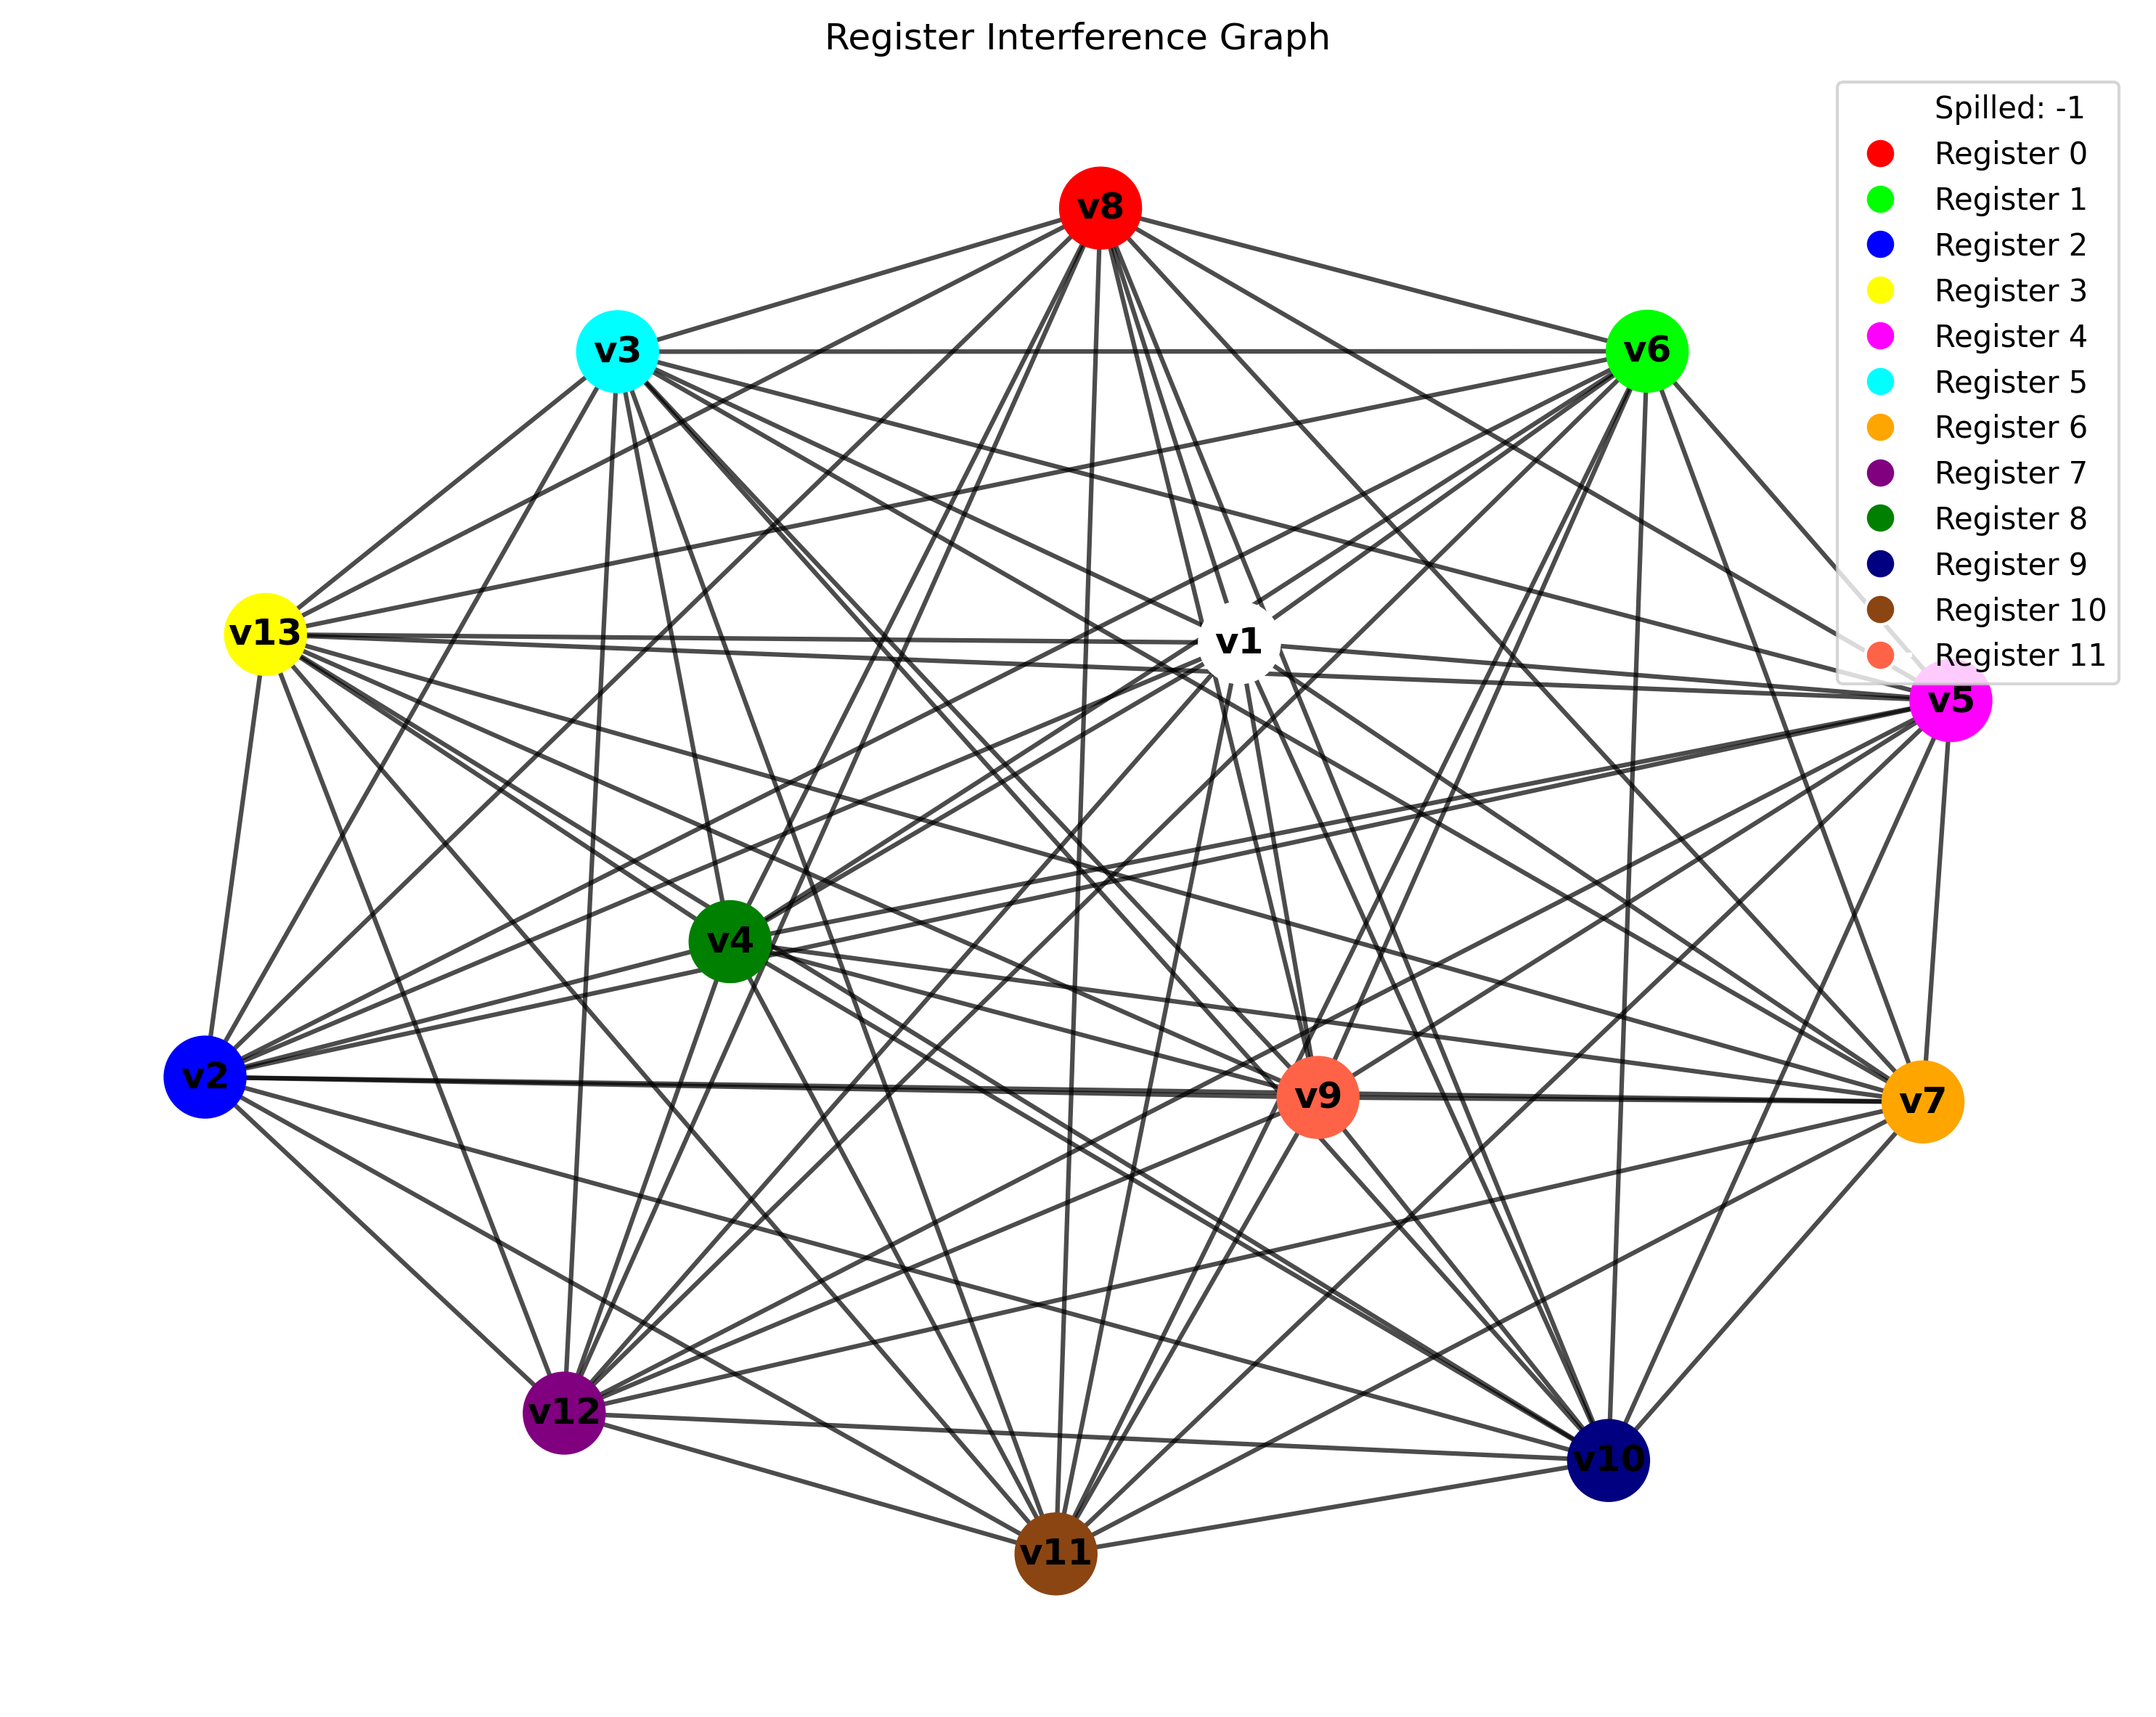 Register Interference Graph
Spilled: -1
Register 0
Register 1
Register 2
Register 3
Register 4
Register 5
Register 6
Register 7
Register 8
Register 9
Register 10
Register 11
v8
v3
v6
v13
v1
v5
v4
v2
v9
v7
v12
v10
v11